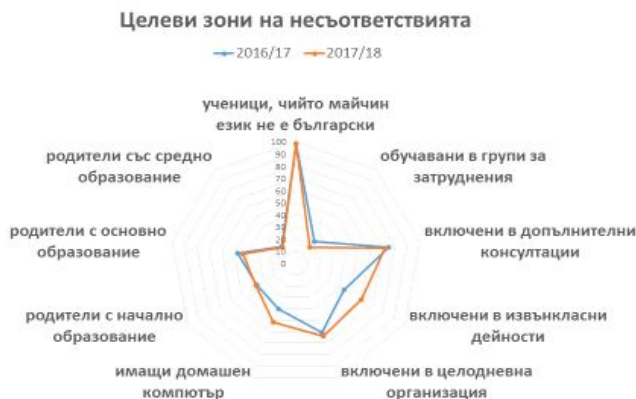 Целеви зони на несъответствията
2016/17 2017/18
ученици, чийто майчин
език не е български
обучавани в групи за
затруднения
включени в допълнителни
консултации
включени в извънкласни
дейности
включени в целодневна
организация
имащи домашен
компютър
родители с начално
образование
родители с основно
образование
родители със средно
образование
100
90
80
70
60
50
40
30
20
10
0